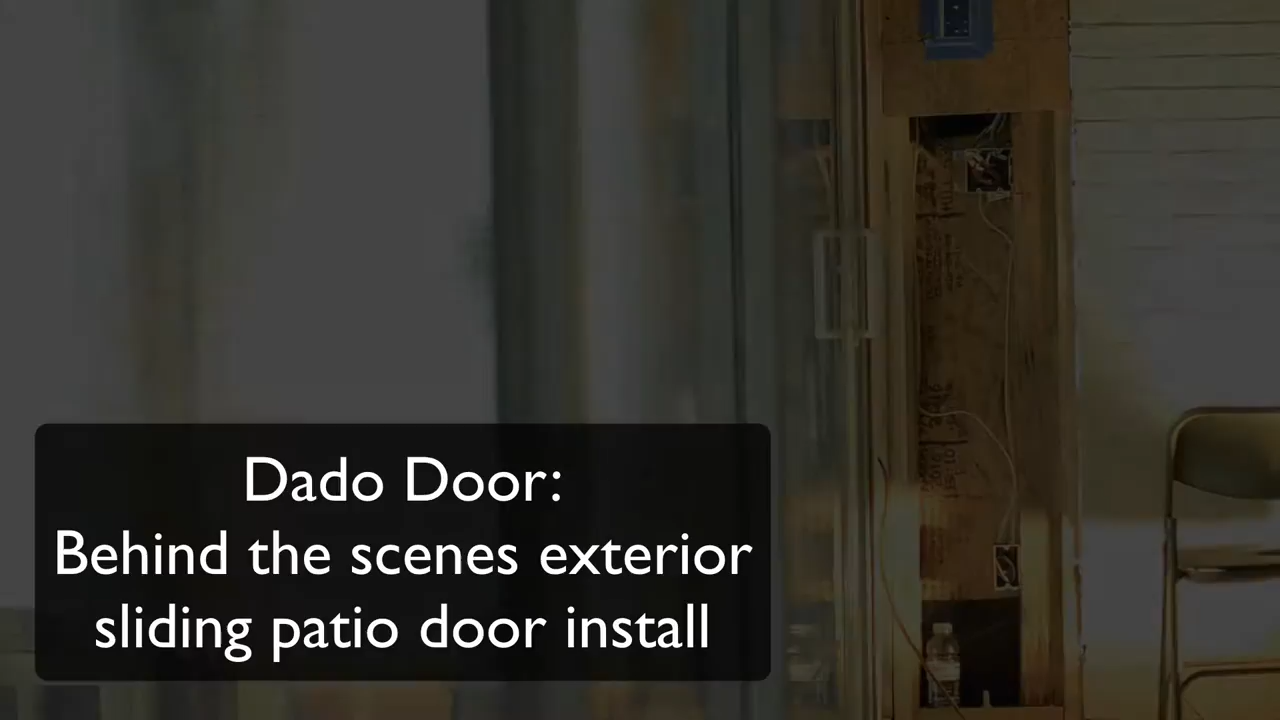 Dado Door:
Behind the scenes exterior
sliding patio door install